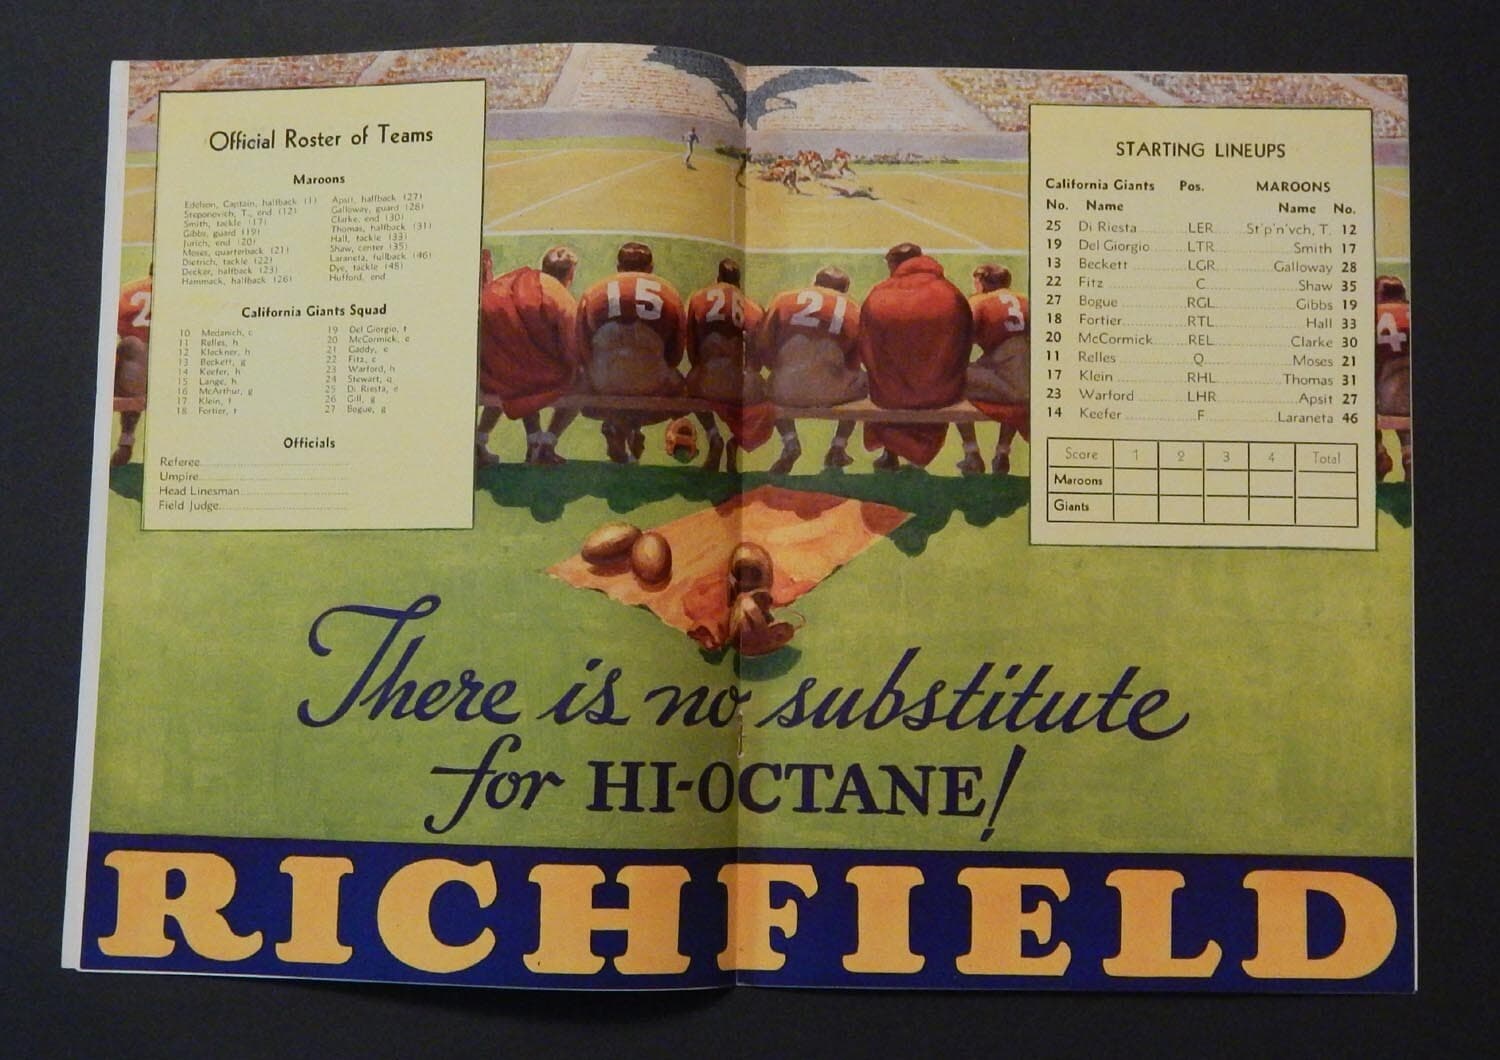 Official Roster of Teams
Maroons
Edelson, Captain, halfback (1)
Steponovich, T., end (12)
Smith, tackle (17)
Gibbs, guard (19)
Jurich, end (20)
Moses, quarterback (21)
Dietrich, tackle (22)
Decker, halfback (23)
Hammack, halfback (26)
Apsit, halfback (27)
Galloway, guard (28)
Clarke, end (30)
Thomas, halfback (31)
Hall, tackle (33)
Shaw, center (35)
Laraneta, fullback (46)
Dye, tackle (48)
Hufford, end
California Giants Squad
10 Medanich, c
11 Relles, h
12 Kleckner, h
13 Beckett, g
14 Keefer, h
15 Lange, h
16 McArthur, g
17 Klein, f
18 Fortier, t
19 Del Giorgio, t
20 McCormick, e
21 Gaddy, e
22 Fitz, c
23 Warford, h
24 Stewart, q
25 Di Riesta, e
26 Gill, g
27 Bogue, g
Officials
Referee
Umpire
Head Linesman
Field Judge
STARTING LINEUPS
California Giants Pos. MAROONS
No. Name Name No.
25 Di Riesta LER St'p'n'vch, T. 12
19 Del Giorgio LTR Smith 17
13 Beckett LGR Galloway 28
22 Fitz C Shaw 35
27 Bogue RGL Gibbs 19
18 Fortier RTL Hall 33
20 McCormick REL Clarke 30
11 Relles Q Moses 21
17 Klein RHL Thomas 31
23 Warford LHR Apsit 27
14 Keefer F Laraneta 46
Score 1 2 3 4 Total
Maroons
Giants
2 15 26 21 3 4
There is no substitute
for HI-OCTANE!
RICHFIELD